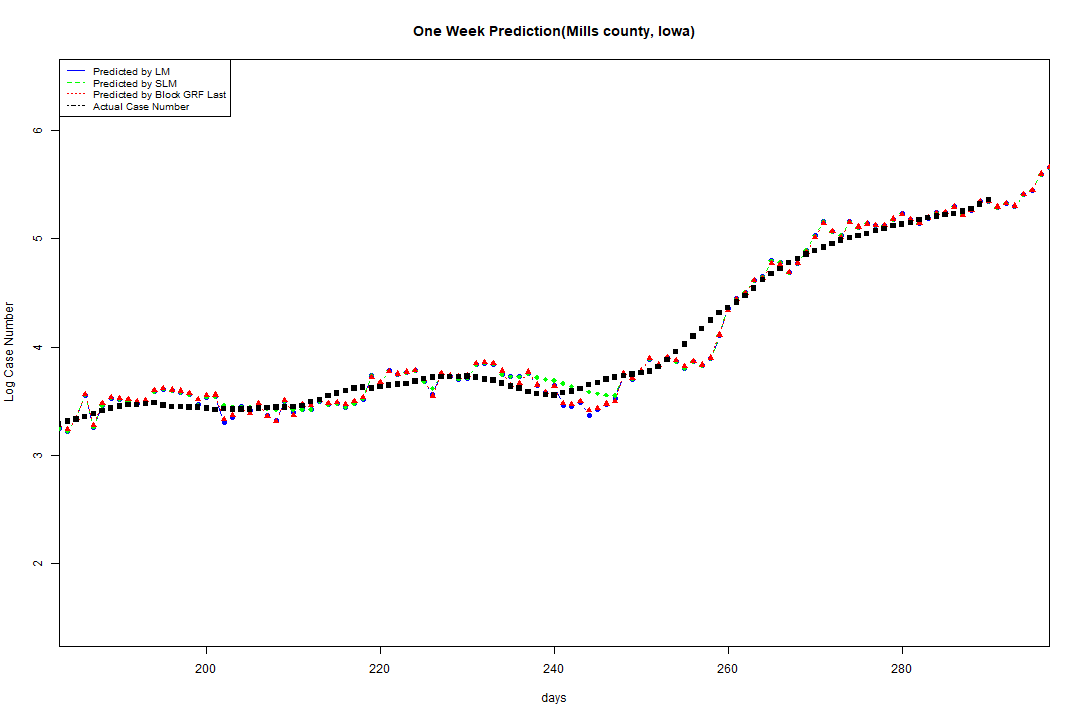 One Week Prediction(Mills county, Iowa)
Predicted by LM
Predicted by SLM
Predicted by Block GRF Last
Actual Case Number
6
5
4
3
2
Log Case Number
200 220 240 260 280
days